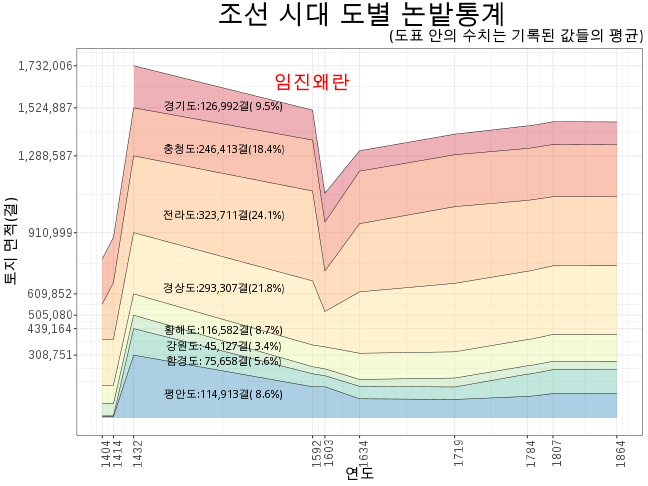 조선 시대 도별 논밭통계
(도표 안의 수치는 기록된 값들의 평균)
임진왜란
1,732,006
1,524,887
1,288,587
910,999
609,852
505,080
439,164
308,751
토지 면적(결)
경기도:126,992결( 9.5%)
충청도:246,413결(18.4%)
전라도:323,711결(24.1%)
경상도:293,307결(21.8%)
황해도:116,582결( 8.7%)
강원도: 45,127결( 3.4%)
함경도: 75,658결( 5.6%)
평안도:114,913결( 8.6%)
1404
1414
1432
1592
1603
1634
1719
1784
1807
1864
연도